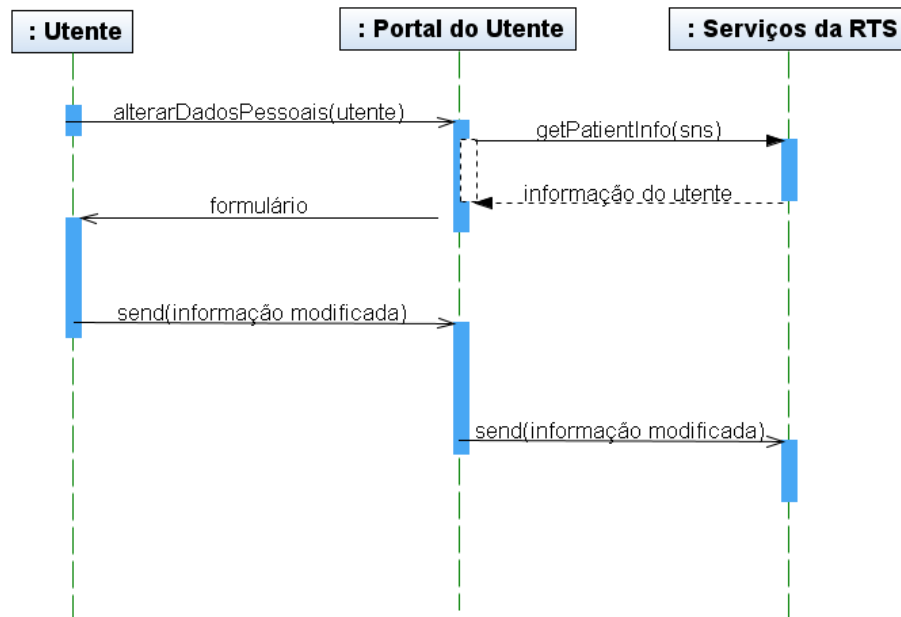 : Utente
: Portal do Utente
: Serviços da RTS
alterarDadosPessoais(utente)
getPatientInfo(sns)
informação do utente
formulário
send(informação modificada)
send(informação modificada)